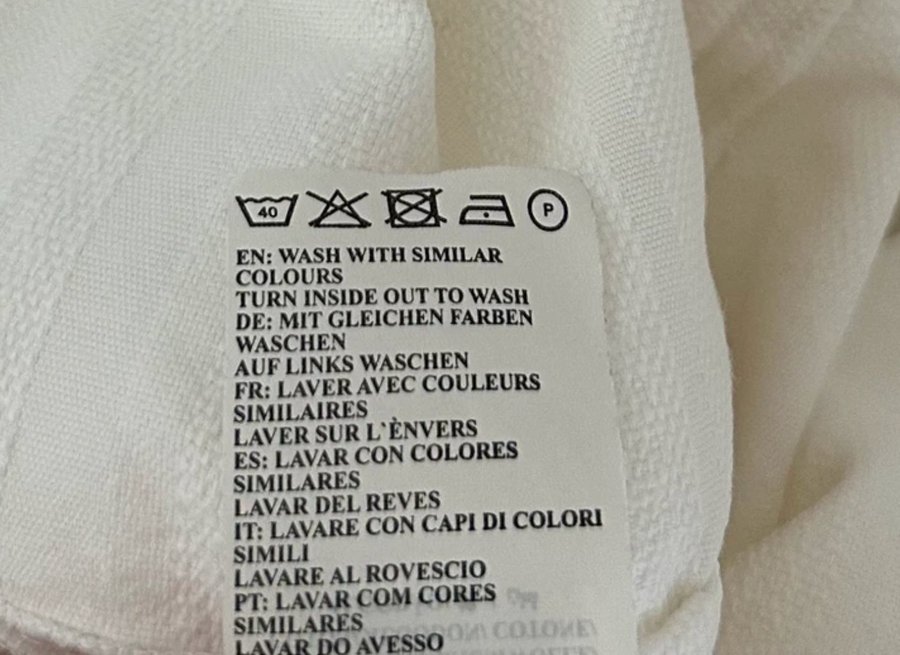 40 P
EN: WASH WITH SIMILAR
COLOURS
TURN INSIDE OUT TO WASH
DE: MIT GLEICHEN FARBEN
WASCHEN
AUF LINKS WASCHEN
FR: LAVER AVEC COULEURS
SIMILAIRES
LAVER SUR L`ÈNVERS
ES: LAVAR CON COLORES
SIMILARES
LAVAR DEL REVES
IT: LAVARE CON CAPI DI COLORI
SIMILI
LAVARE AL ROVESCIO
PT: LAVAR COM CORES
SIMILARES
LAVAR DO AVESSO